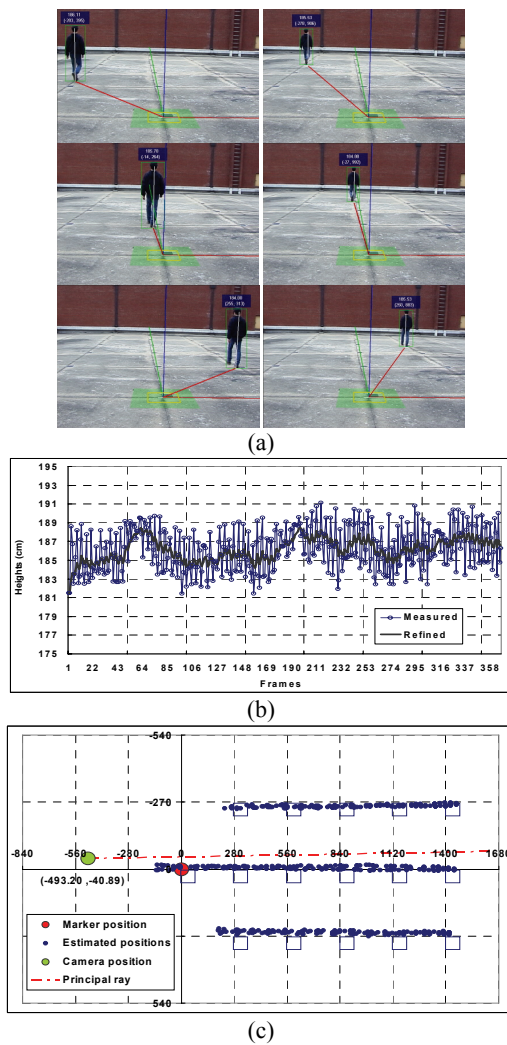 (a)
195
193
191
189
187
185
183
181
179
177
175
Heights (cm)
1 22 43 64 85 106 127 148 169 190 211 232 253 274 295 316 337 358
Frames
Measured
Refined
(b)
-540
-270
-840 -560 -280 0 280 560 840 1120 1400 1680
(-493.20 ,-40.89)
540
Marker position
Estimated positions
Camera position
Principal ray
(c)